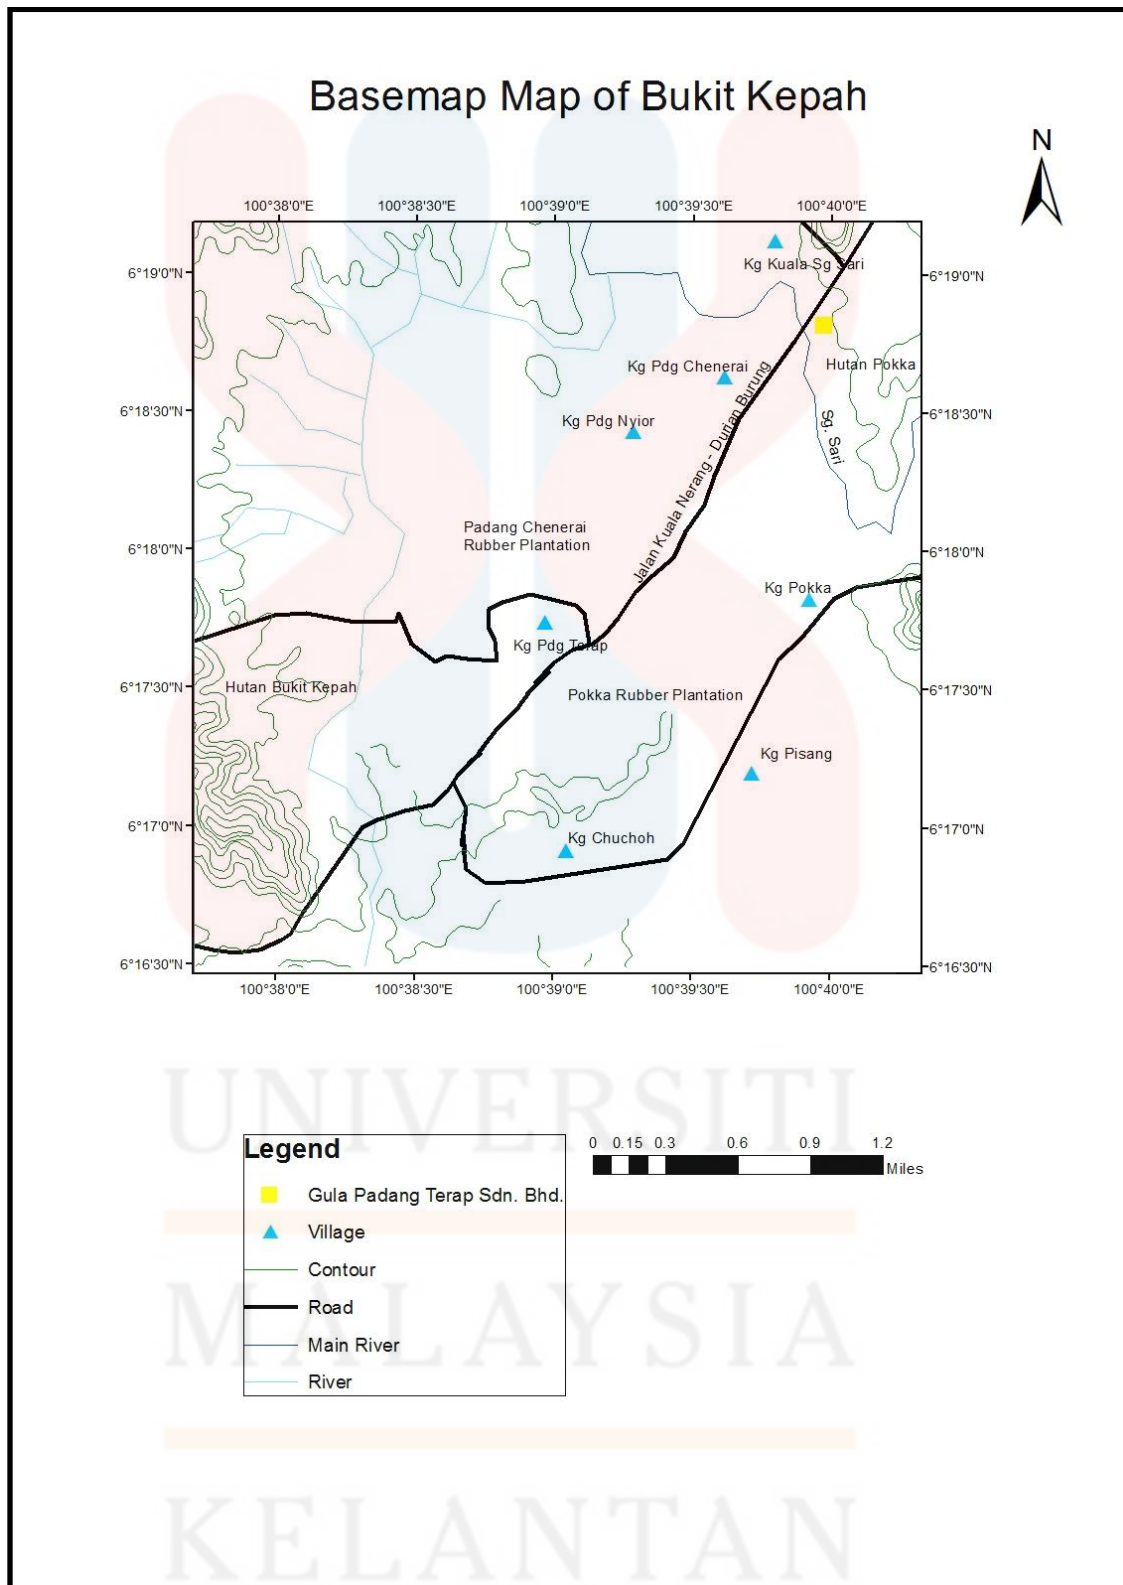 Basemap Map of Bukit Kepah
N
100°38'0"E 100°38'30"E 100°39'0"E 100°39'30"E 100°40'0"E
6°19'0"N
6°19'0"N
Kg Kuala Sg Sari
Hutan Pokka
Kg Pdg Chenerai
6°18'30"N
6°18'30"N
Kg Pdg Nyior
Sg. Sari
Jalan Kuala Nerang - Durian Burung
Padang Chenerai
Rubber Plantation
6°18'0"N
6°18'0"N
Kg Pokka
Kg Pdg Terap
6°17'30"N
Hutan Bukit Kepah
Pokka Rubber Plantation
6°17'30"N
Kg Pisang
6°17'0"N
Kg Chuchoh
6°17'0"N
6°16'30"N
6°16'30"N
100°38'0"E 100°38'30"E 100°39'0"E 100°39'30"E 100°40'0"E
UNIVERSITI
0 0.15 0.3 0.6 0.9 1.2
Miles
Legend
Gula Padang Terap Sdn. Bhd.
Village
Contour
Road
Main River
River
MALAYSIA
KELANTAN